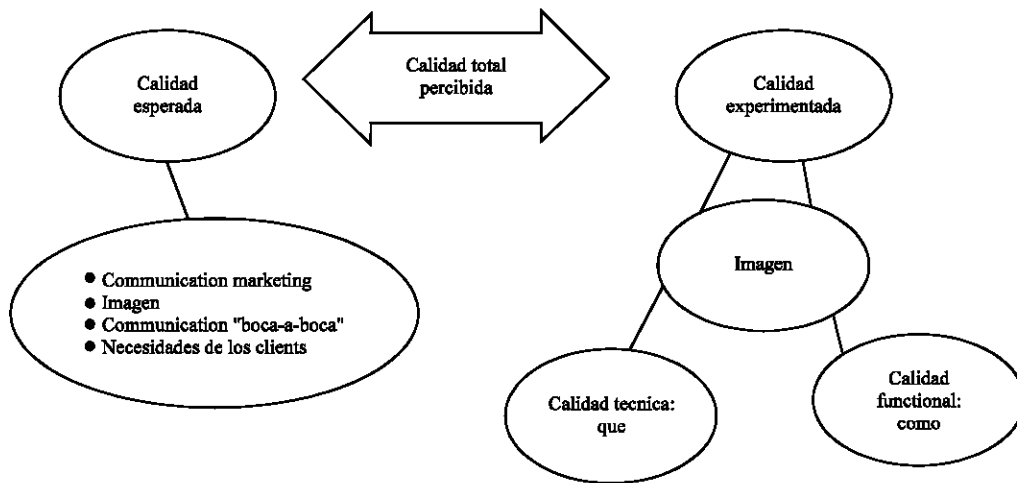 Calidad
esperada
Calidad total
percibida
Calidad
experimentada
● Communication marketing
● Imagen
● Communication "boca-a-boca"
● Necesidades de los clients
Imagen
Calidad tecnica:
que
Calidad
functional:
como